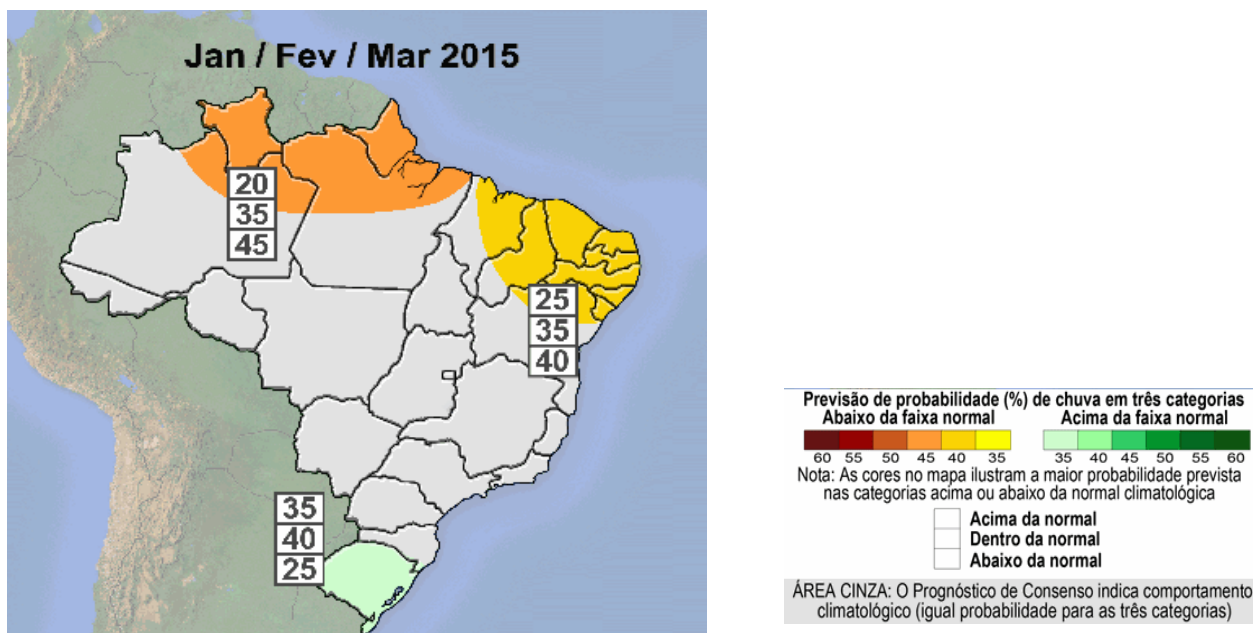 Jan / Fev / Mar 2015
20
35
45
25
35
40
35
40
25
Previsão de probabilidade (%) de chuva em três categorias
Abaixo da faixa normal Acima da faixa normal
60 55 50 45 40 35 35 40 45 50 55 60
Nota: As cores no mapa ilustram a maior probabilidade prevista
nas categorias acima ou abaixo da normal climatológica
Acima da normal
Dentro da normal
Abaixo da normal
ÁREA CINZA: O Prognóstico de Consenso indica comportamento
climatológico (igual probabilidade para as três categorias)